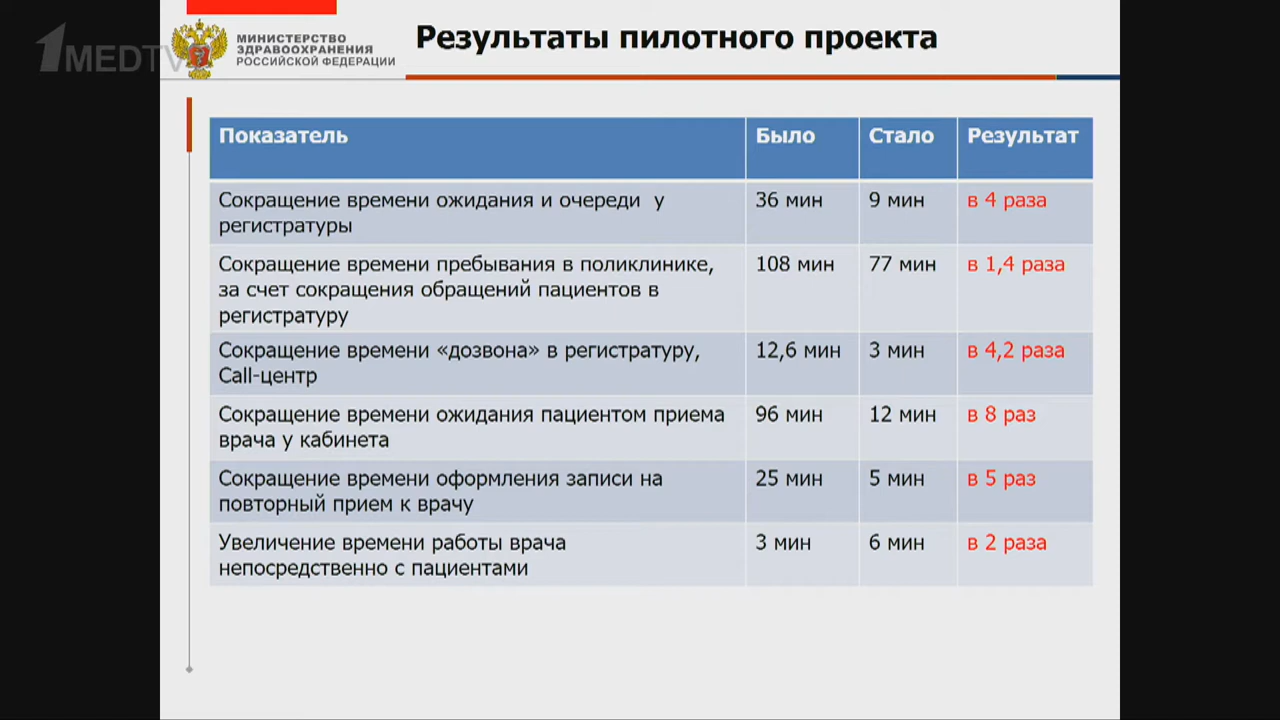 1MEDTV
МИНИСТЕРСТВО
ЗДРАВООХРАНЕНИЯ
РОССИЙСКОЙ ФЕДЕРАЦИИ
Результаты пилотного проекта
Показатель Было Стало Результат
Сокращение времени ожидания и очереди у 36 мин 9 мин в 4 раза
регистратуры
Сокращение времени пребывания в поликлинике, 108 мин 77 мин в 1,4 раза
за счет сокращения обращений пациентов в
регистратуру
Сокращение времени «дозвона» в регистратуру, 12,6 мин 3 мин в 4,2 раза
Call-центр
Сокращение времени ожидания пациентом приема 96 мин 12 мин в 8 раз
врача у кабинета
Сокращение времени оформления записи на 25 мин 5 мин в 5 раз
повторный прием к врачу
Увеличение времени работы врача 3 мин 6 мин в 2 раза
непосредственно с пациентами